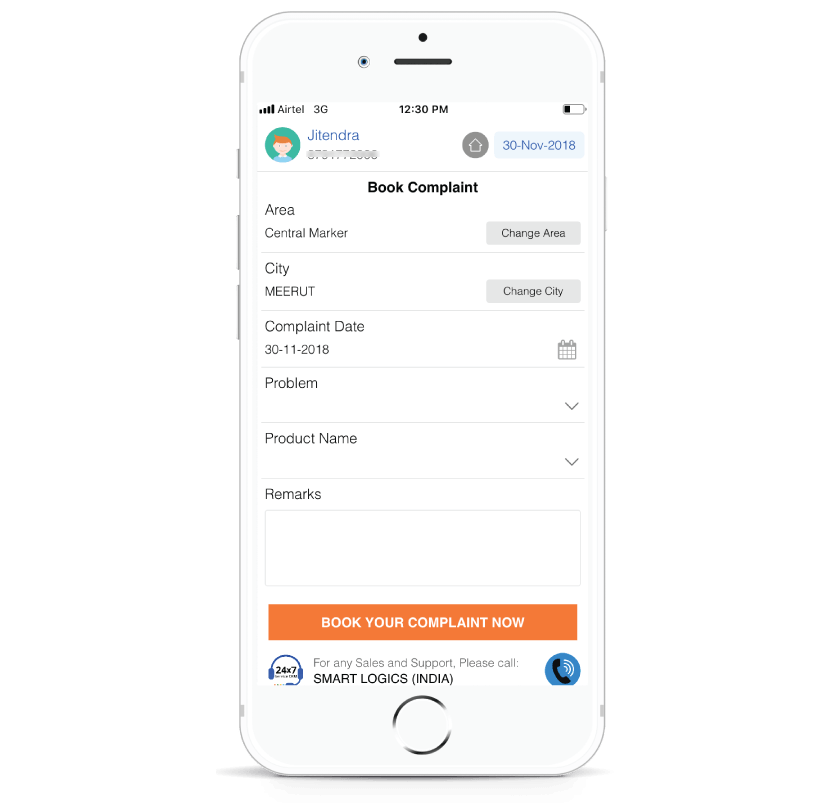 Airtel 3G 12:30 PM
Jitendra
30-Nov-2018
Book Complaint
Area
Central Marker
Change Area
City
MEERUT
Change City
Complaint Date
30-11-2018
Problem
Product Name
Remarks
BOOK YOUR COMPLAINT NOW
24x7
For any Sales and Support, Please call:
SMART LOGICS (INDIA)